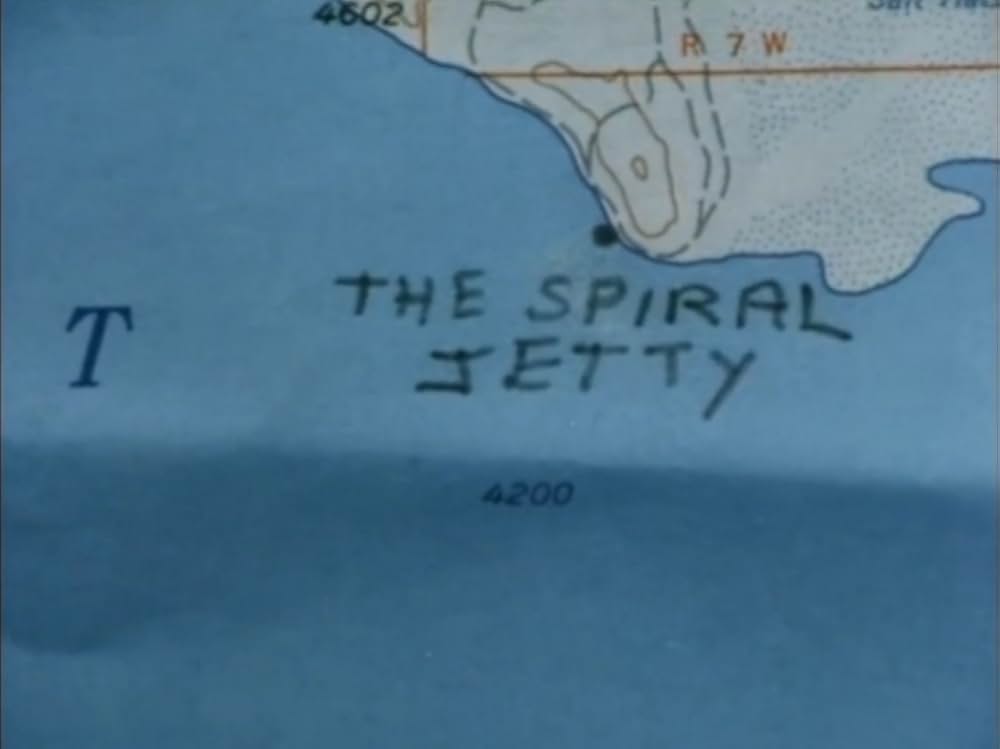 4602
R 7 W
THE SPIRAL
JETTY
T
4200